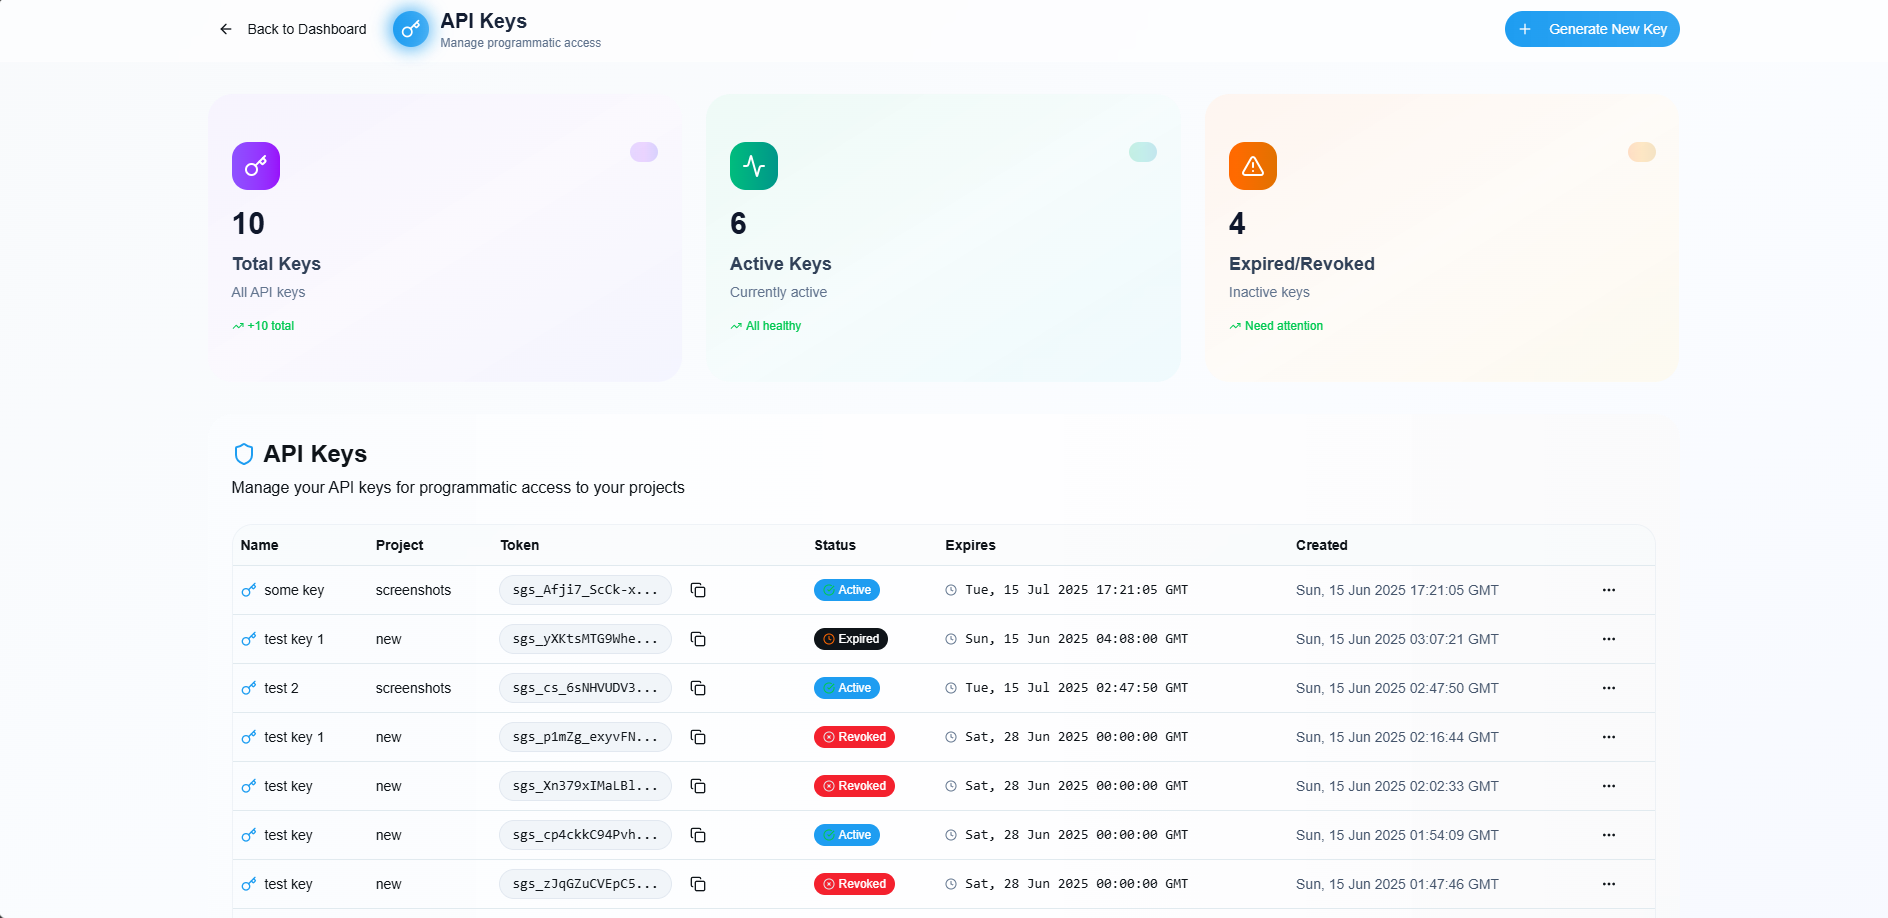 Back to Dashboard
API Keys
Manage programmatic access
Generate New Key
10
Total Keys
All API keys
+10 total
6
Active Keys
Currently active
All healthy
4
Expired/Revoked
Inactive keys
Need attention
API Keys
Manage your API keys for programmatic access to your projects
Name Project Token Status Expires Created
some key screenshots sgs_Afji7_ScCk-x... Active Tue, 15 Jul 2025 17:21:05 GMT Sun, 15 Jun 2025 17:21:05 GMT
test key 1 new sgs_yXKtsMTG9Whe... Expired Sun, 15 Jun 2025 04:08:00 GMT Sun, 15 Jun 2025 03:07:21 GMT
test 2 screenshots sgs_cs_6sNHVUDV3... Active Tue, 15 Jul 2025 02:47:50 GMT Sun, 15 Jun 2025 02:47:50 GMT
test key 1 new sgs_p1mZg_exyvFN... Revoked Sat, 28 Jun 2025 00:00:00 GMT Sun, 15 Jun 2025 02:16:44 GMT
test key new sgs_Xn379xIMaLBl... Revoked Sat, 28 Jun 2025 00:00:00 GMT Sun, 15 Jun 2025 02:02:33 GMT
test key new sgs_cp4ckkC94Pvh... Active Sat, 28 Jun 2025 00:00:00 GMT Sun, 15 Jun 2025 01:54:09 GMT
test key new sgs_zJqGZuCVEpC5... Revoked Sat, 28 Jun 2025 00:00:00 GMT Sun, 15 Jun 2025 01:47:46 GMT